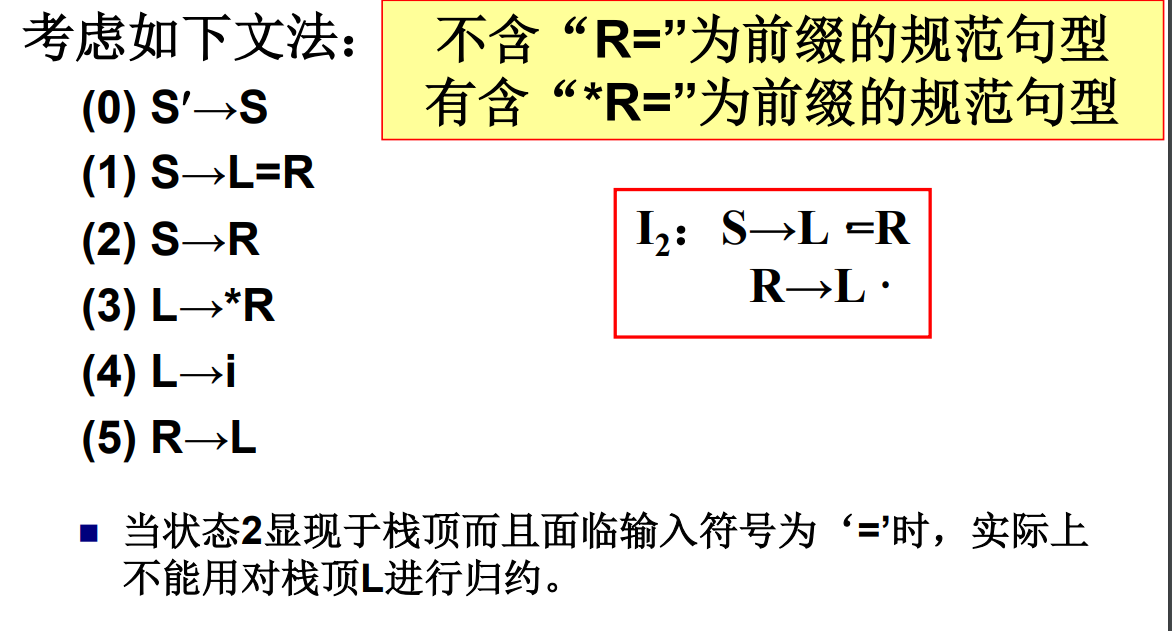 考虑如下文法：
不含“R=”为前缀的规范句型
有含“*R=”为前缀的规范句型
(0) S′→S
(1) S→L=R
(2) S→R
(3) L→*R
(4) L→i
(5) R→L
I₂： S→L ·=R
R→L ·
■ 当状态2显现于栈顶而且面临输入符号为‘=’时，实际上
不能用对栈顶L进行归约。